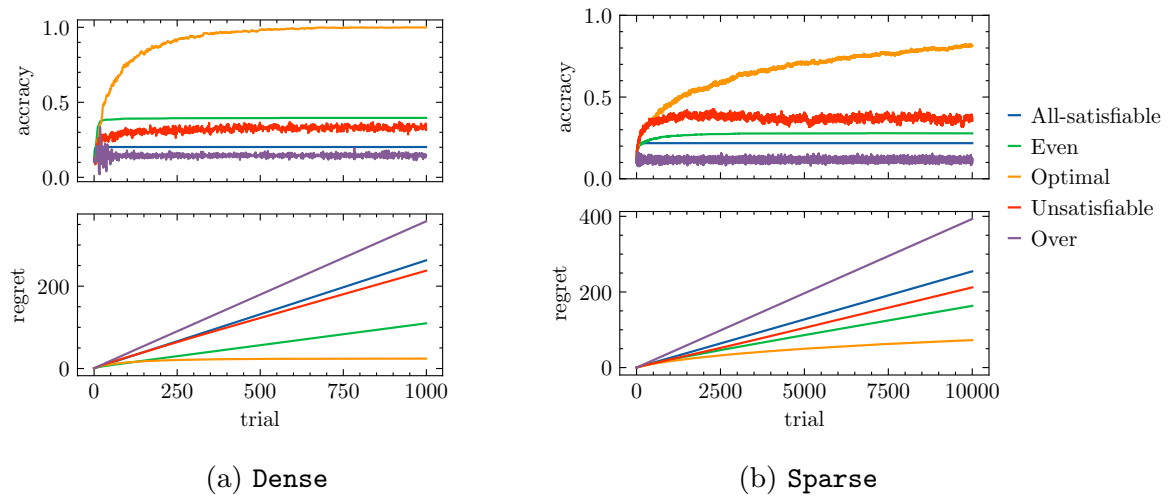 accracy
1.0
0.5
0.0
regret
200
0
0
250
500
750
1000
trial
(a) Dense
accuracy
1.0
0.5
0.0
regret
400
200
0
0
2500
5000
7500
10000
trial
(b) Sparse
All-satisfiable
Even
Optimal
Unsatisfiable
Over